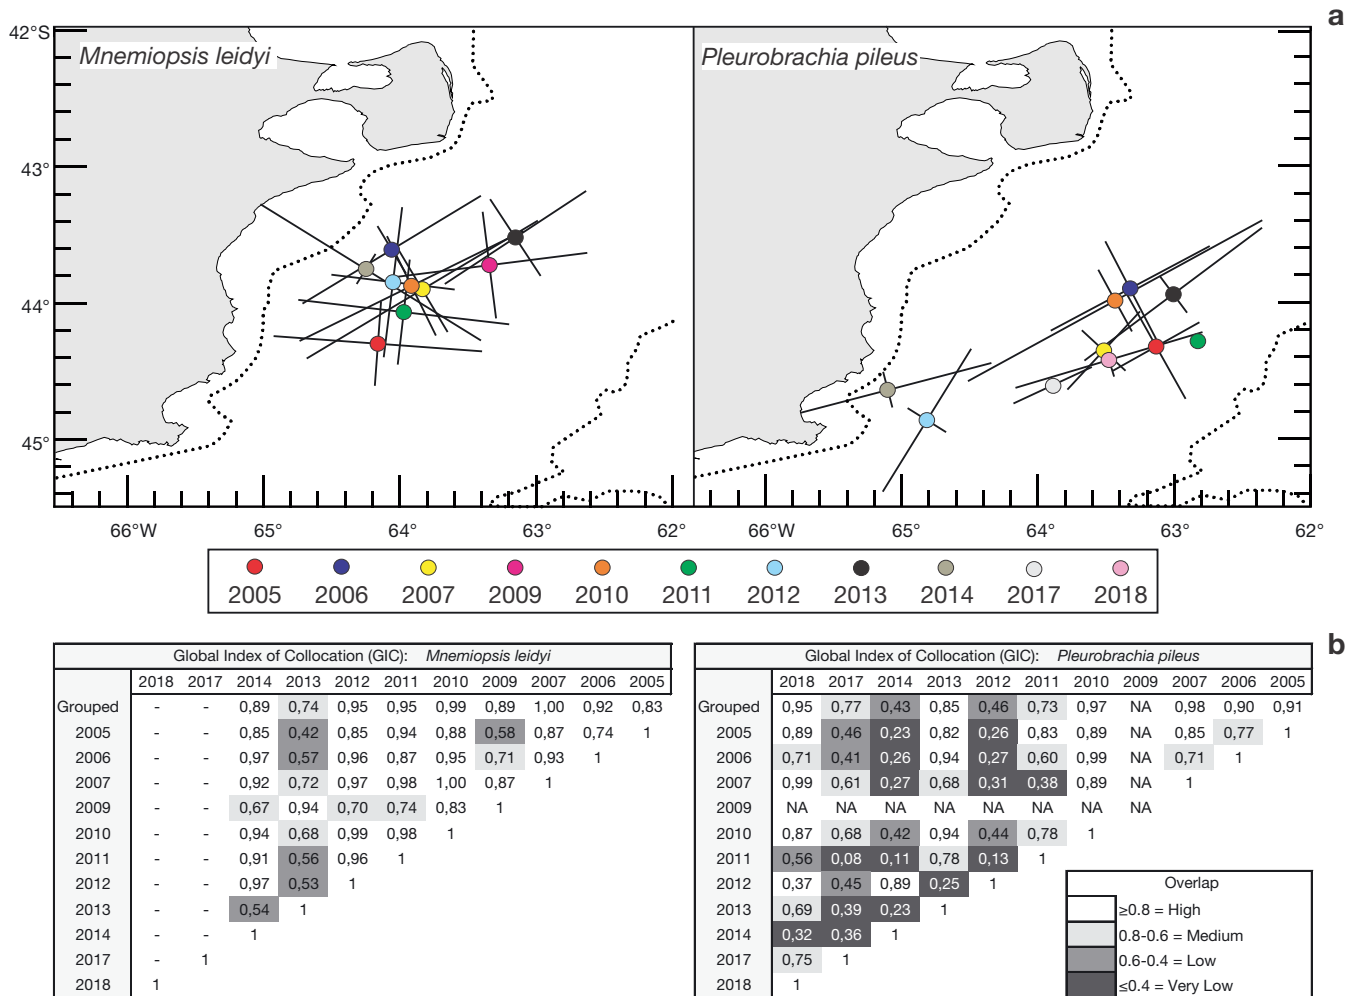 a
42°S
43°
44°
45°
Mnemiopsis leidyi
Pleurobrachia pileus
66°W 65° 64° 63° 62° 66°W 65° 64° 63° 62°
2005 2006 2007 2009 2010 2011 2012 2013 2014 2017 2018
b
Global Index of Collocation (GIC): Mnemiopsis leidyi
2018 2017 2014 2013 2012 2011 2010 2009 2007 2006 2005
Grouped - - 0,89 0,74 0,95 0,95 0,99 0,89 1,00 0,92 0,83
2005 - - 0,85 0,42 0,85 0,94 0,88 0,58 0,87 0,74 1
2006 - - 0,97 0,57 0,96 0,87 0,95 0,71 0,93 1
2007 - - 0,92 0,72 0,97 0,98 1,00 0,87 1
2009 - - 0,67 0,94 0,70 0,74 0,83 1
2010 - - 0,94 0,68 0,99 0,98 1
2011 - - 0,91 0,56 0,96 1
2012 - - 0,97 0,53 1
2013 - - 0,54 1
2014 - - 1
2017 - 1
2018 1
Global Index of Collocation (GIC): Pleurobrachia pileus
2018 2017 2014 2013 2012 2011 2010 2009 2007 2006 2005
Grouped 0,95 0,77 0,43 0,85 0,46 0,73 0,97 NA 0,98 0,90 0,91
2005 0,89 0,46 0,23 0,82 0,26 0,83 0,89 NA 0,85 0,77 1
2006 0,71 0,41 0,26 0,94 0,27 0,60 0,99 NA 0,71 1
2007 0,99 0,61 0,27 0,68 0,31 0,38 0,89 NA 1
2009 NA NA NA NA NA NA NA NA
2010 0,87 0,68 0,42 0,94 0,44 0,78 1
2011 0,56 0,08 0,11 0,78 0,13 1
2012 0,37 0,45 0,89 0,25 1
2013 0,69 0,39 0,23 1
2014 0,32 0,36 1
2017 0,75 1
2018 1
Overlap
≥0.8 = High
0.8-0.6 = Medium
0.6-0.4 = Low
≤0.4 = Very Low